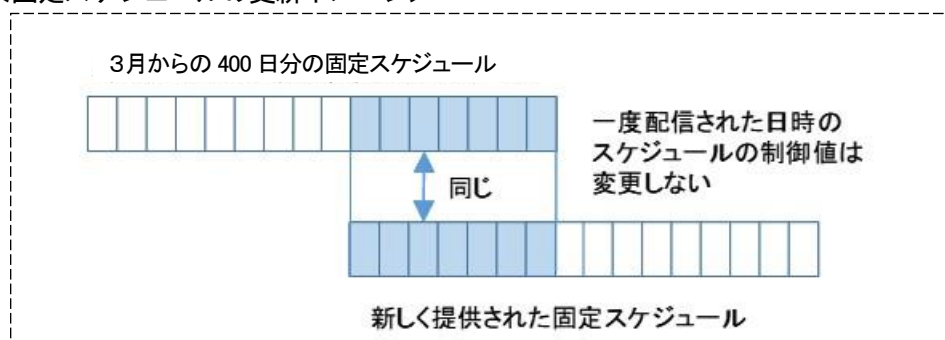 ３月からの 400 日分の固定スケジュール
一度配信された日時の
スケジュールの制御値は
変更しない
同じ
新しく提供された固定スケジュール